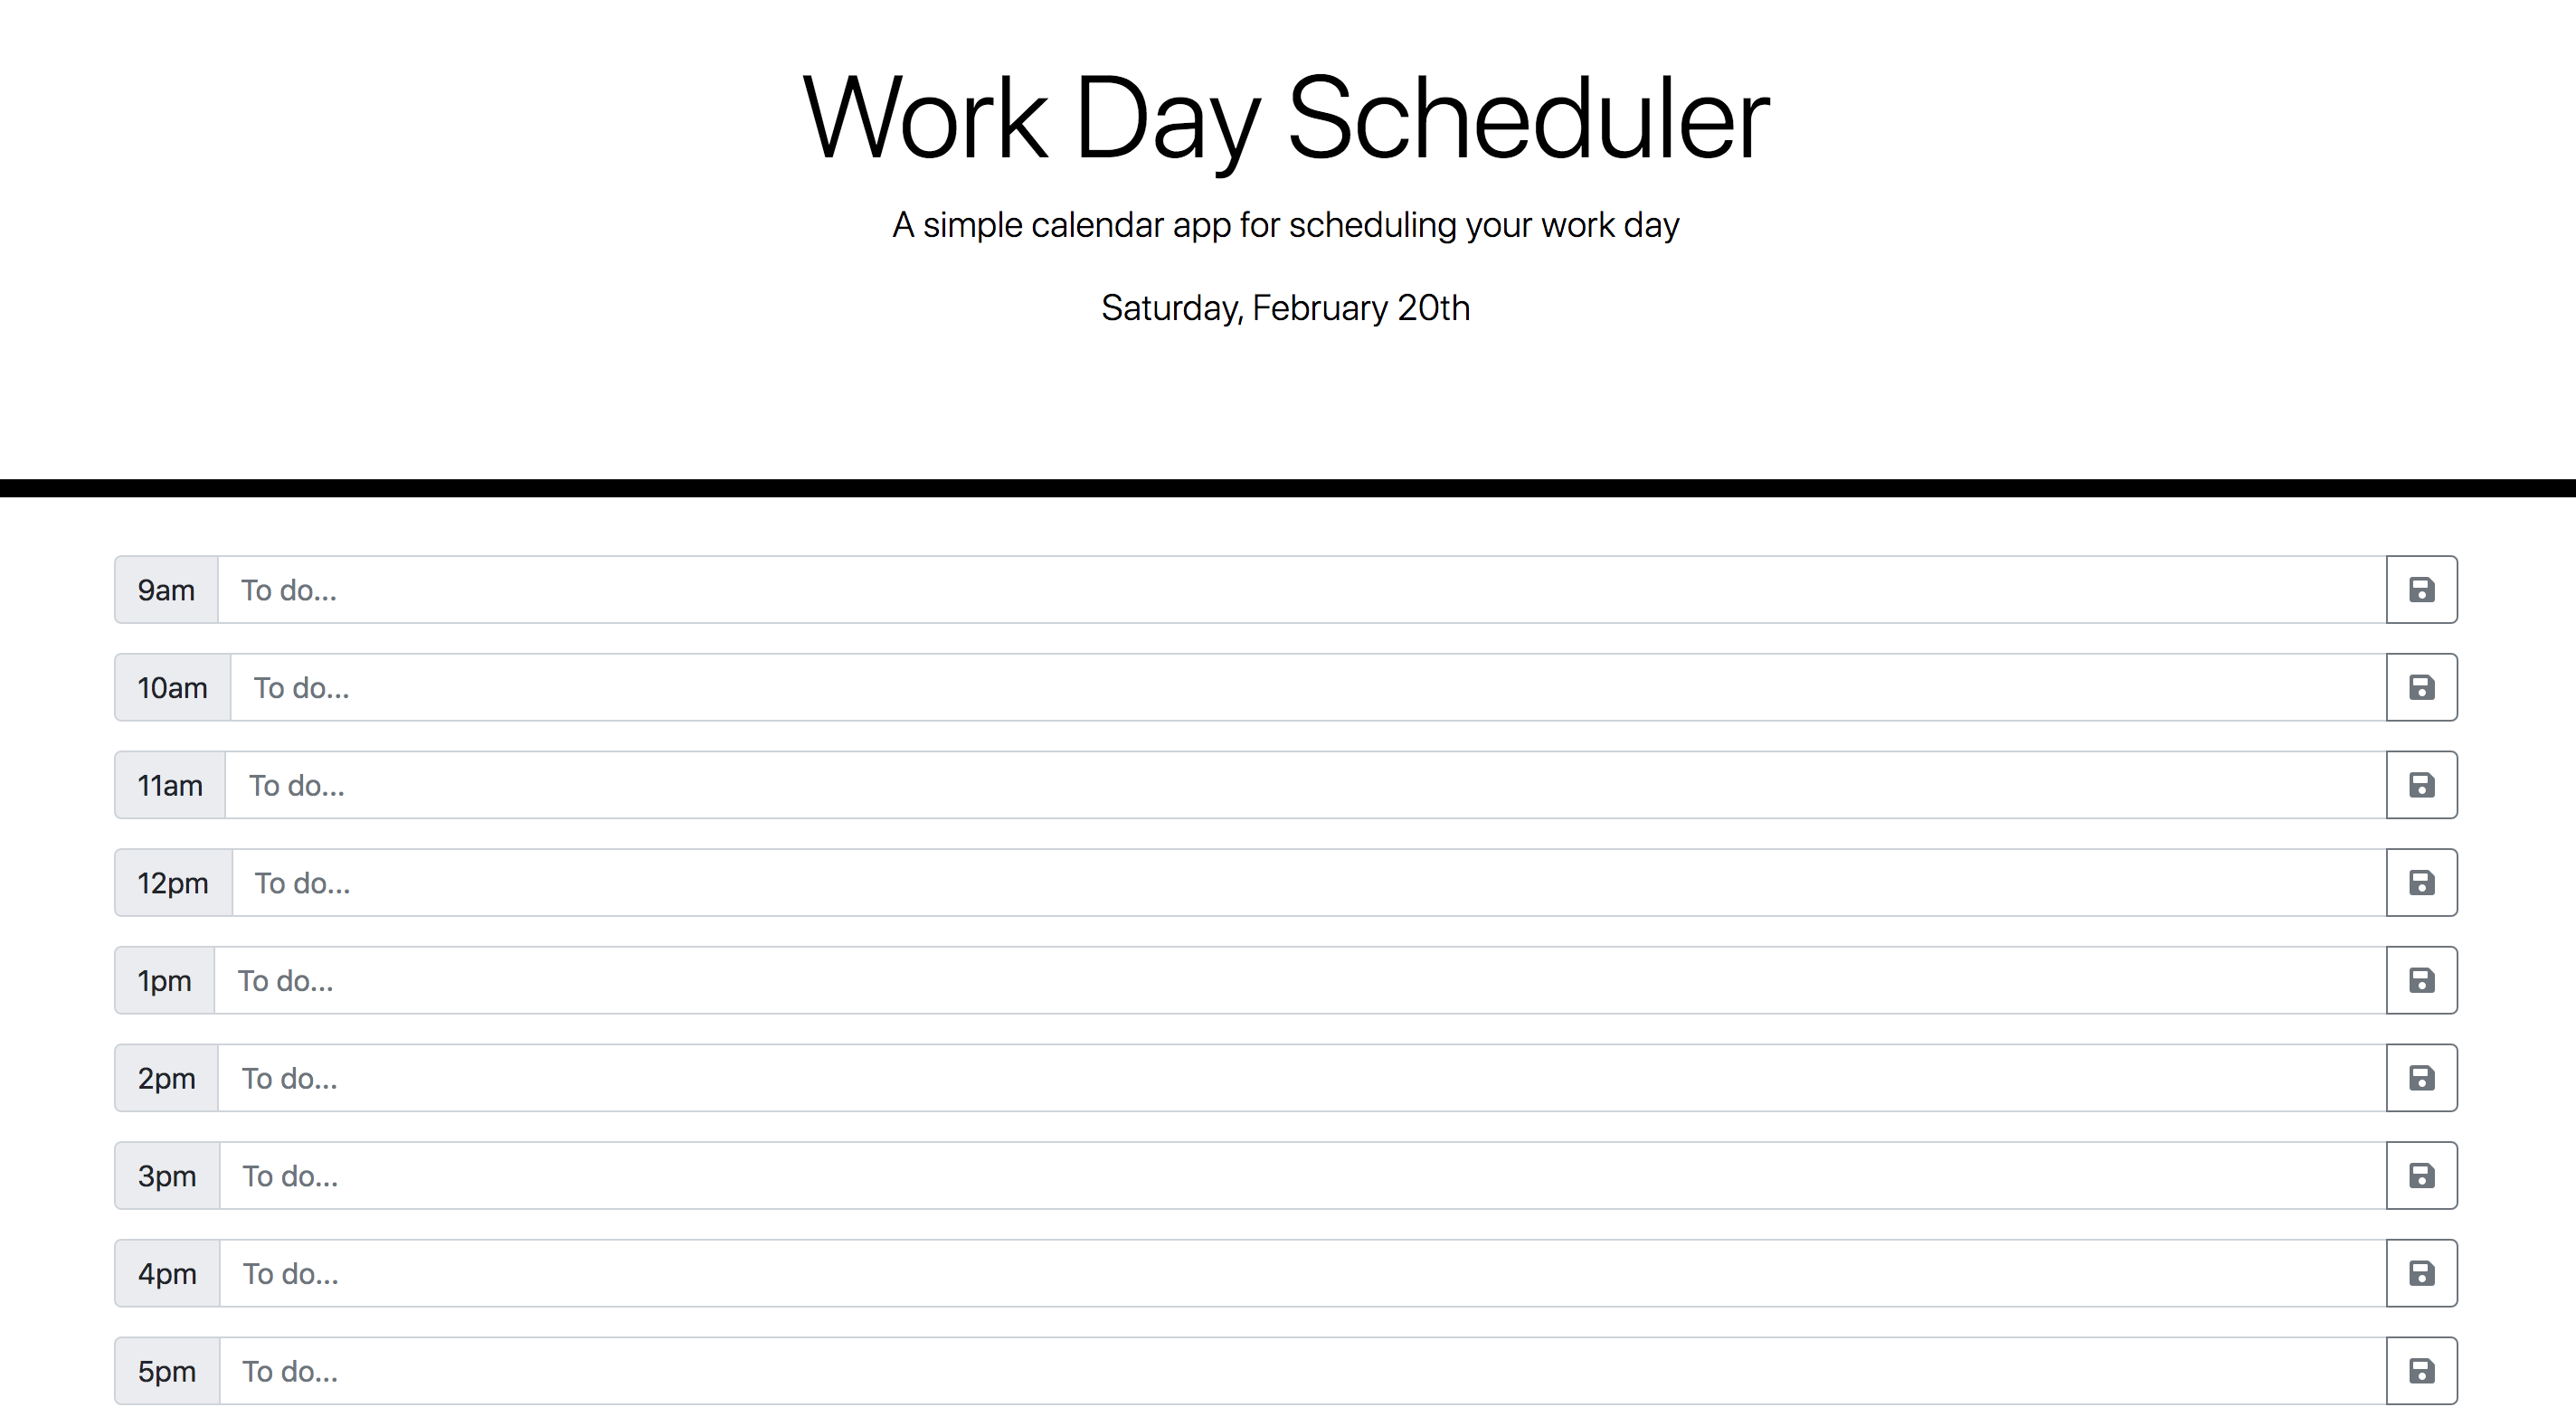 Work Day Scheduler
A simple calendar app for scheduling your work day
Saturday, February 20th
9am To do...
10am To do...
11am To do...
12pm To do...
1pm To do...
2pm To do...
3pm To do...
4pm To do...
5pm To do...